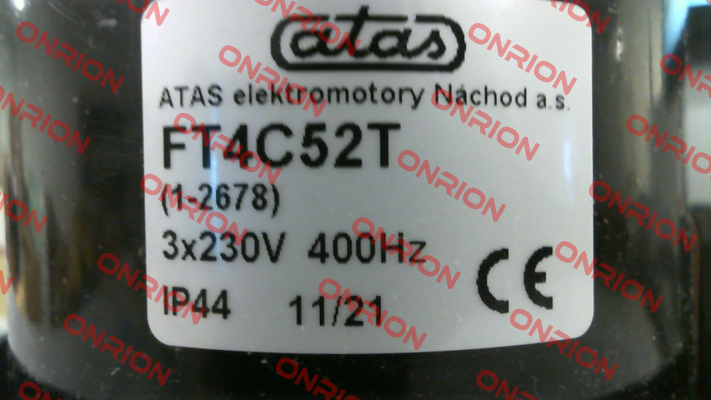 atas
ATAS elektromotory Náchod a.s.
FT4C52T
(1-2678)
3x230V 400Hz
IP44 11/21 CE
ONRION